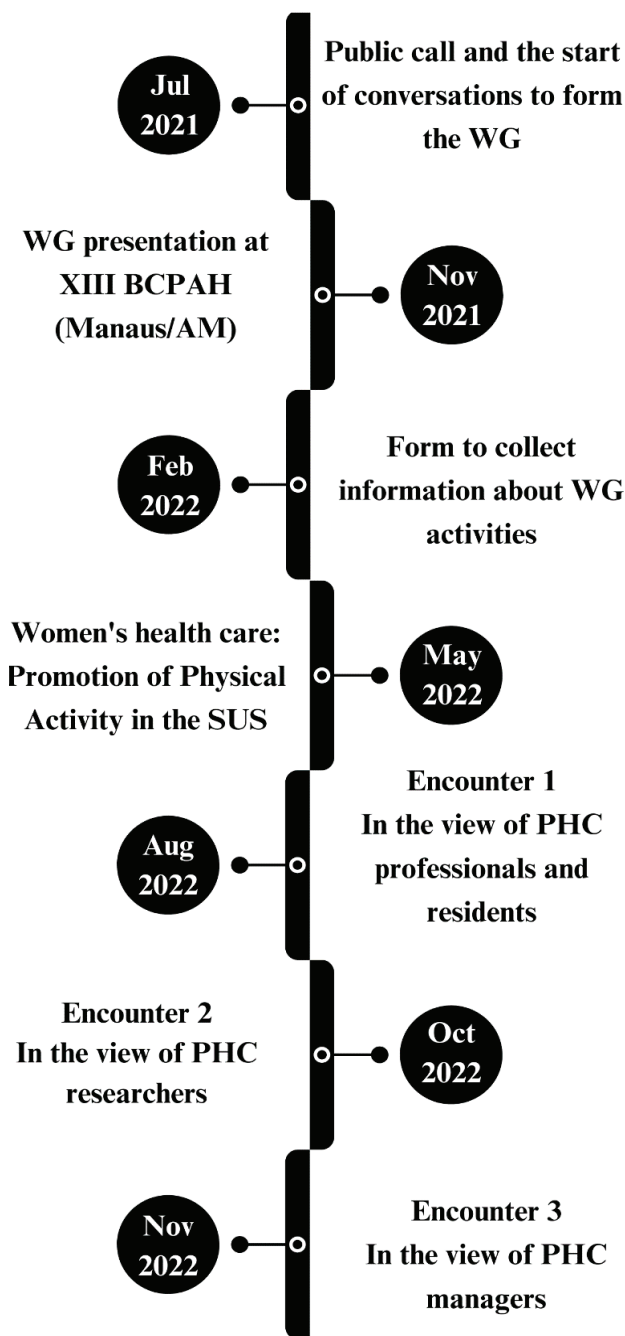 Jul
2021
Public call and the start
of conversations to form
the WG
WG presentation at
XIII BCPAH
(Manaus/AM)
Nov
2021
Feb
2022
Form to collect
information about WG
activities
Women's health care:
Promotion of Physical
Activity in the SUS
May
2022
Aug
2022
Encounter 1
In the view of PHC
professionals and
residents
Encounter 2
In the view of PHC
researchers
Oct
2022
Nov
2022
Encounter 3
In the view of PHC
managers